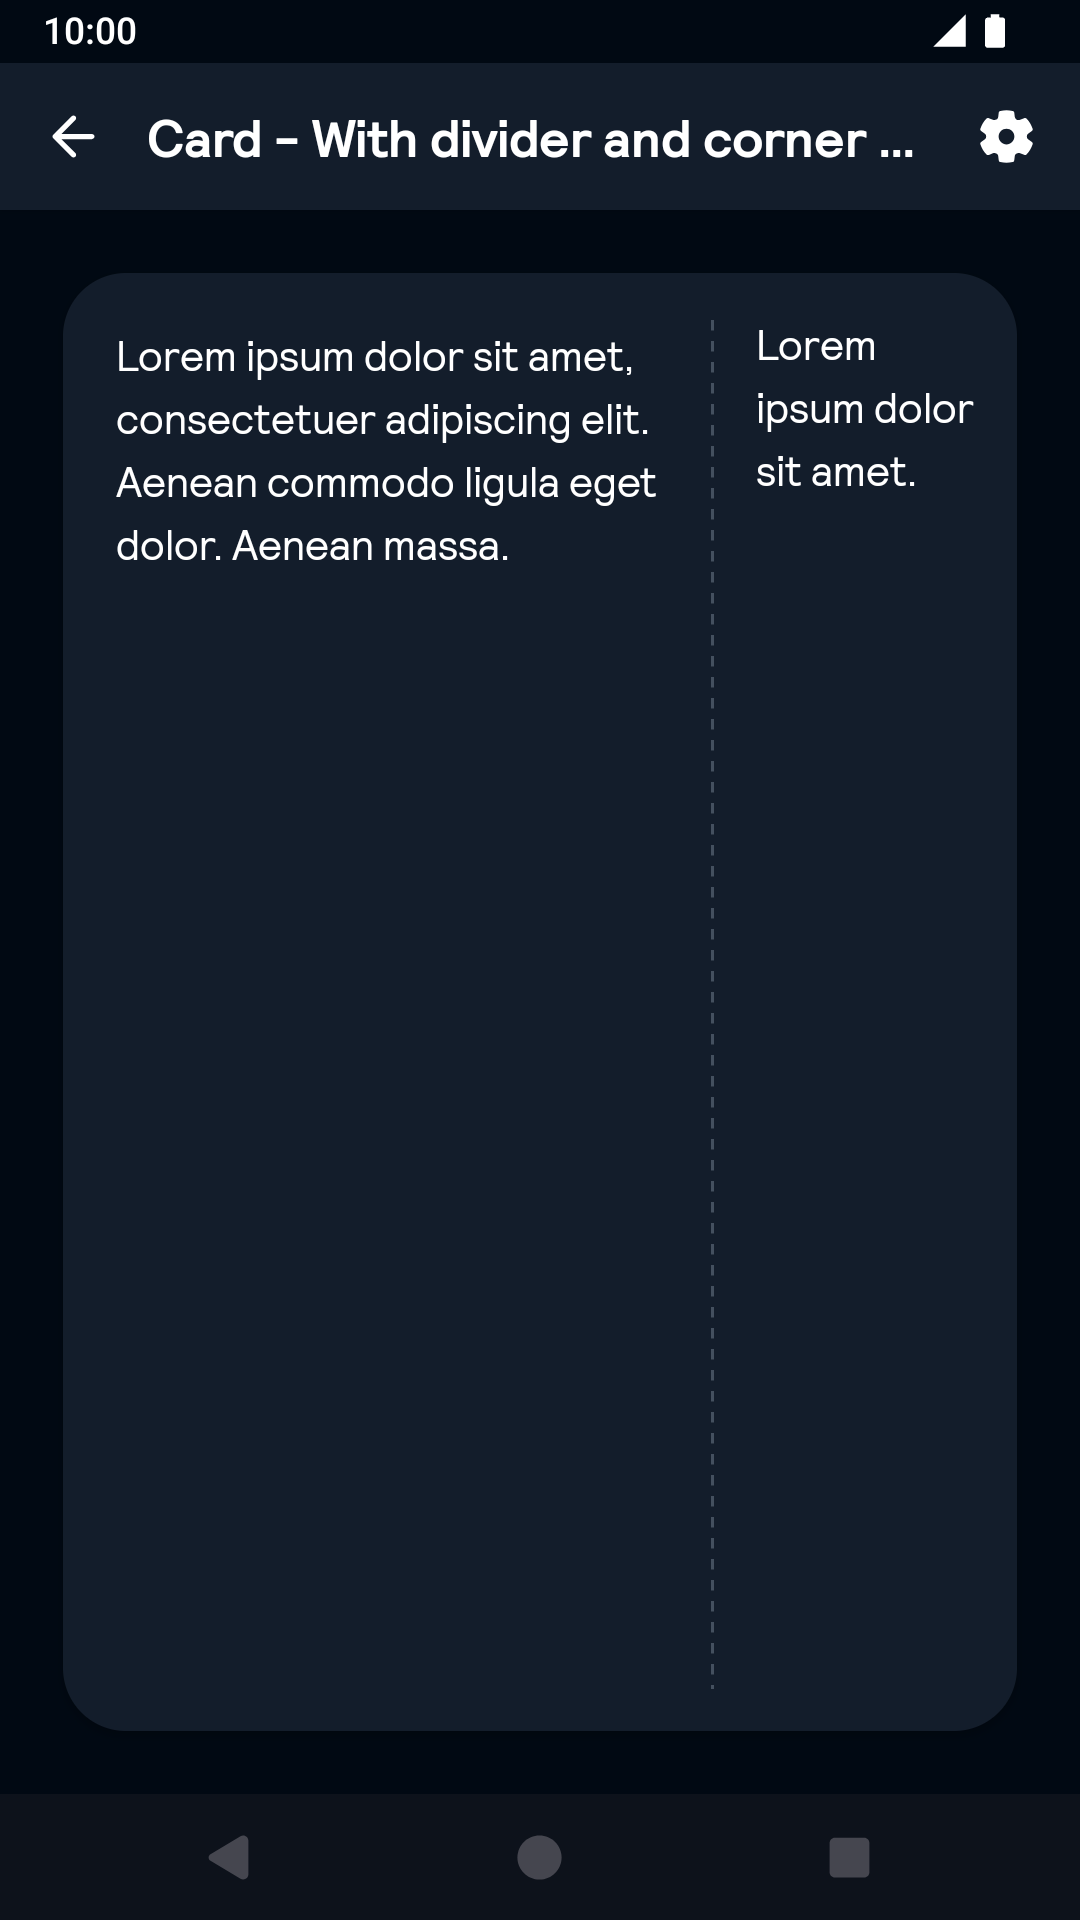 10:00
Card - With divider and corner ...
Lorem ipsum dolor sit amet,
consectetuer adipiscing elit.
Aenean commodo ligula eget
dolor. Aenean massa.
Lorem
ipsum dolor
sit amet.